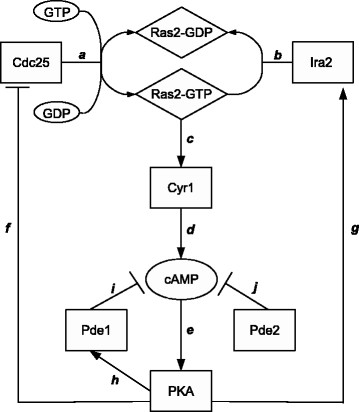 GTP
Ras2-GDP
Cdc25
a
b
Ira2
Ras2-GTP
GDP
c
Cyr1
f
d
g
cAMP
i
j
Pde1
e
Pde2
h
PKA